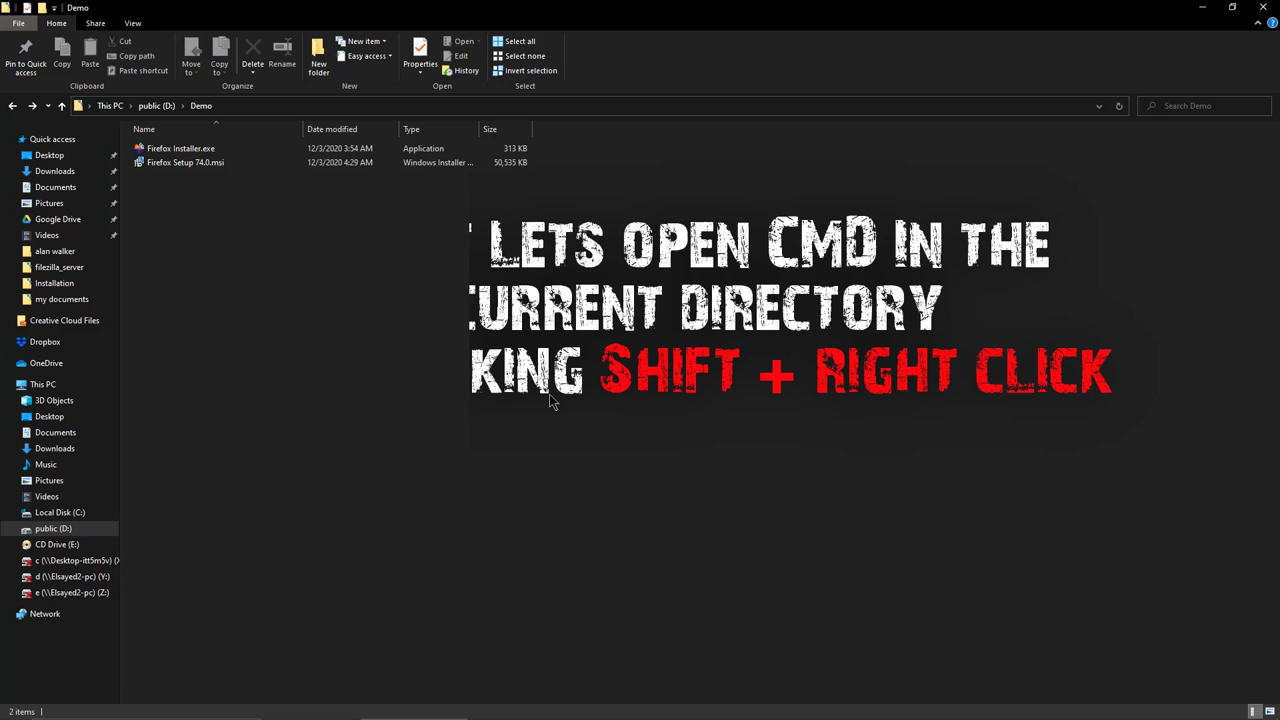 Demo
File
Home
Share
View
Pin to Quick access
Copy
Paste
Cut
Copy path
Paste shortcut
Clipboard
Move to
Copy to
Delete
Rename
Organize
New folder
New item
Easy access
New
Properties
Open
Edit
History
Open
Select all
Select none
Invert selection
Select
This PC > public (D:) > Demo
Search Demo
Name Date modified Type Size
Firefox Installer.exe 12/3/2020 3:54 AM Application 313 KB
Firefox Setup 74.0.msi 12/3/2020 4:29 AM Windows Installer ... 50,535 KB
Quick access
Desktop
Downloads
Documents
Pictures
Google Drive
Videos
alan walker
filezilla_server
Installation
my documents
Creative Cloud Files
Dropbox
OneDrive
This PC
3D Objects
Desktop
Documents
Downloads
Music
Pictures
Videos
Local Disk (C:)
public (D:)
CD Drive (E:)
c (\\Desktop-itt5m5v) (X
d (\\Elsayed2-pc) (Y:)
e (\\Elsayed2-pc) (Z:)
Network
LETS OPEN CMD IN THE
CURRENT DIRECTORY
KING SHIFT + RIGHT CLICK
2 items